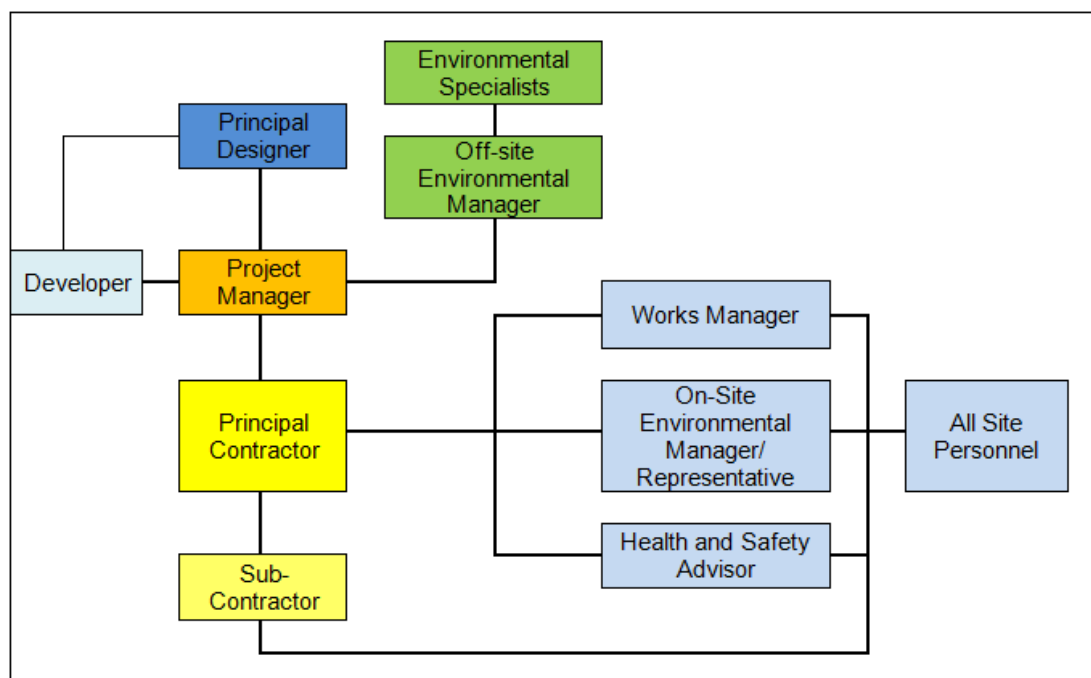 Environmental
Specialists
Principal
Designer
Off-site
Environmental
Manager
Developer
Project
Manager
Works Manager
Principal
Contractor
On-Site
Environmental
Manager/
Representative
All Site
Personnel
Health and Safety
Advisor
Sub-
Contractor